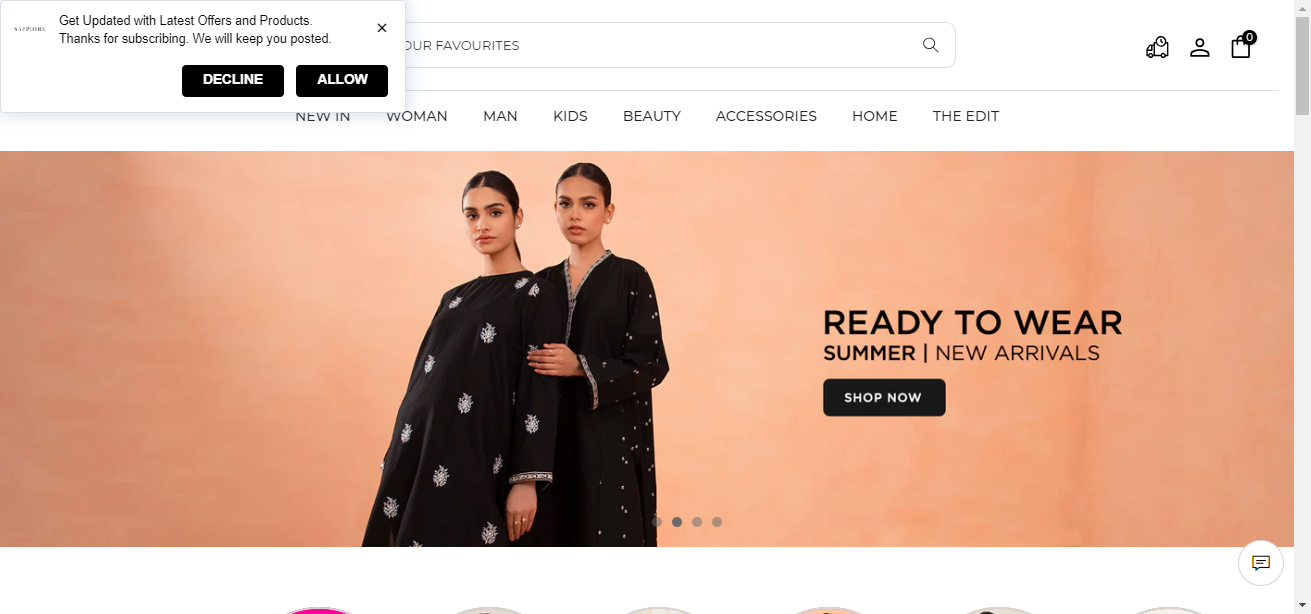 SAPPHIRE
Get Updated with Latest Offers and Products.
Thanks for subscribing. We will keep you posted.
DECLINE
ALLOW
OUR FAVOURITES
0
NEW IN
WOMAN
MAN
KIDS
BEAUTY
ACCESSORIES
HOME
THE EDIT
READY TO WEAR
SUMMER | NEW ARRIVALS
SHOP NOW